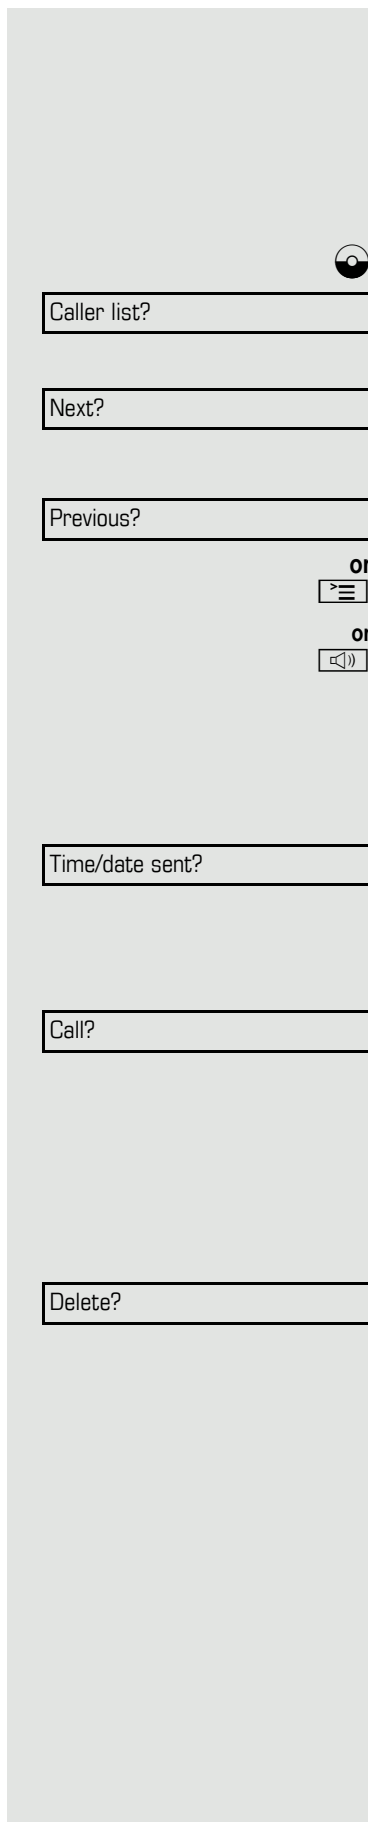 Caller list?
Next?
Previous?
or
or
Time/date sent?
Call?
Delete?